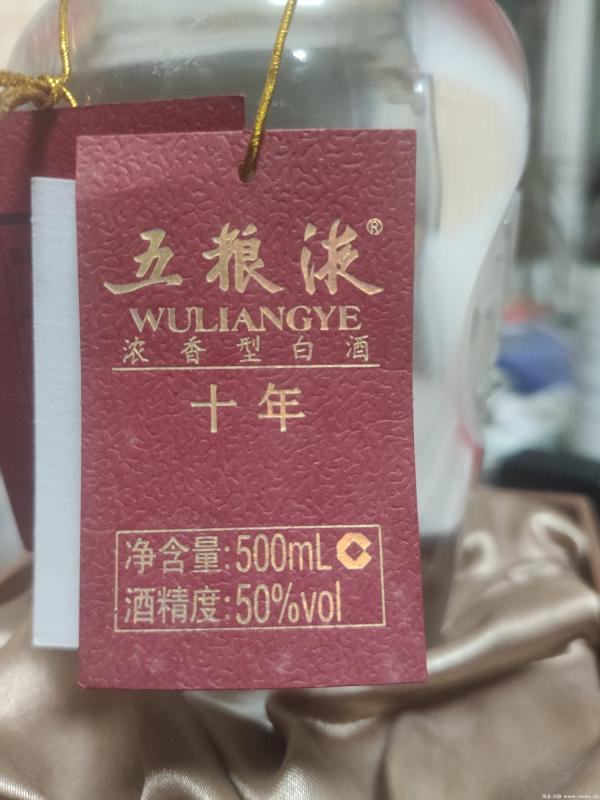 五粮液®
WULIANGYE
浓香型白酒
十年
净含量:500mL
酒精度:50%vol